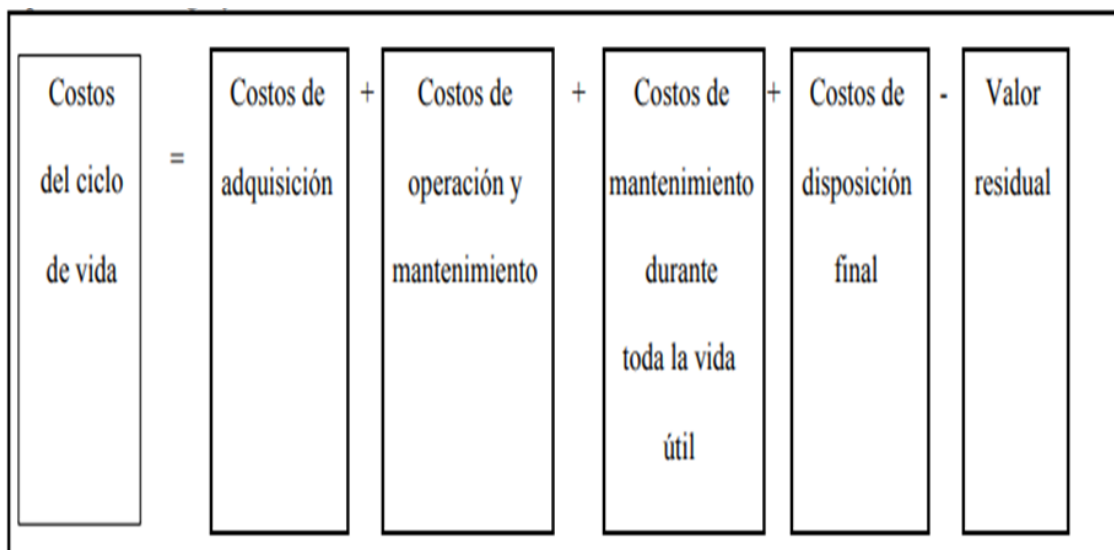 Costos
del ciclo
de vida
=
Costos de
adquisición
+
Costos de
operación y
mantenimiento
+
Costos de
mantenimiento
durante
toda la vida
útil
+
Costos de
disposición
final
-
Valor
residual